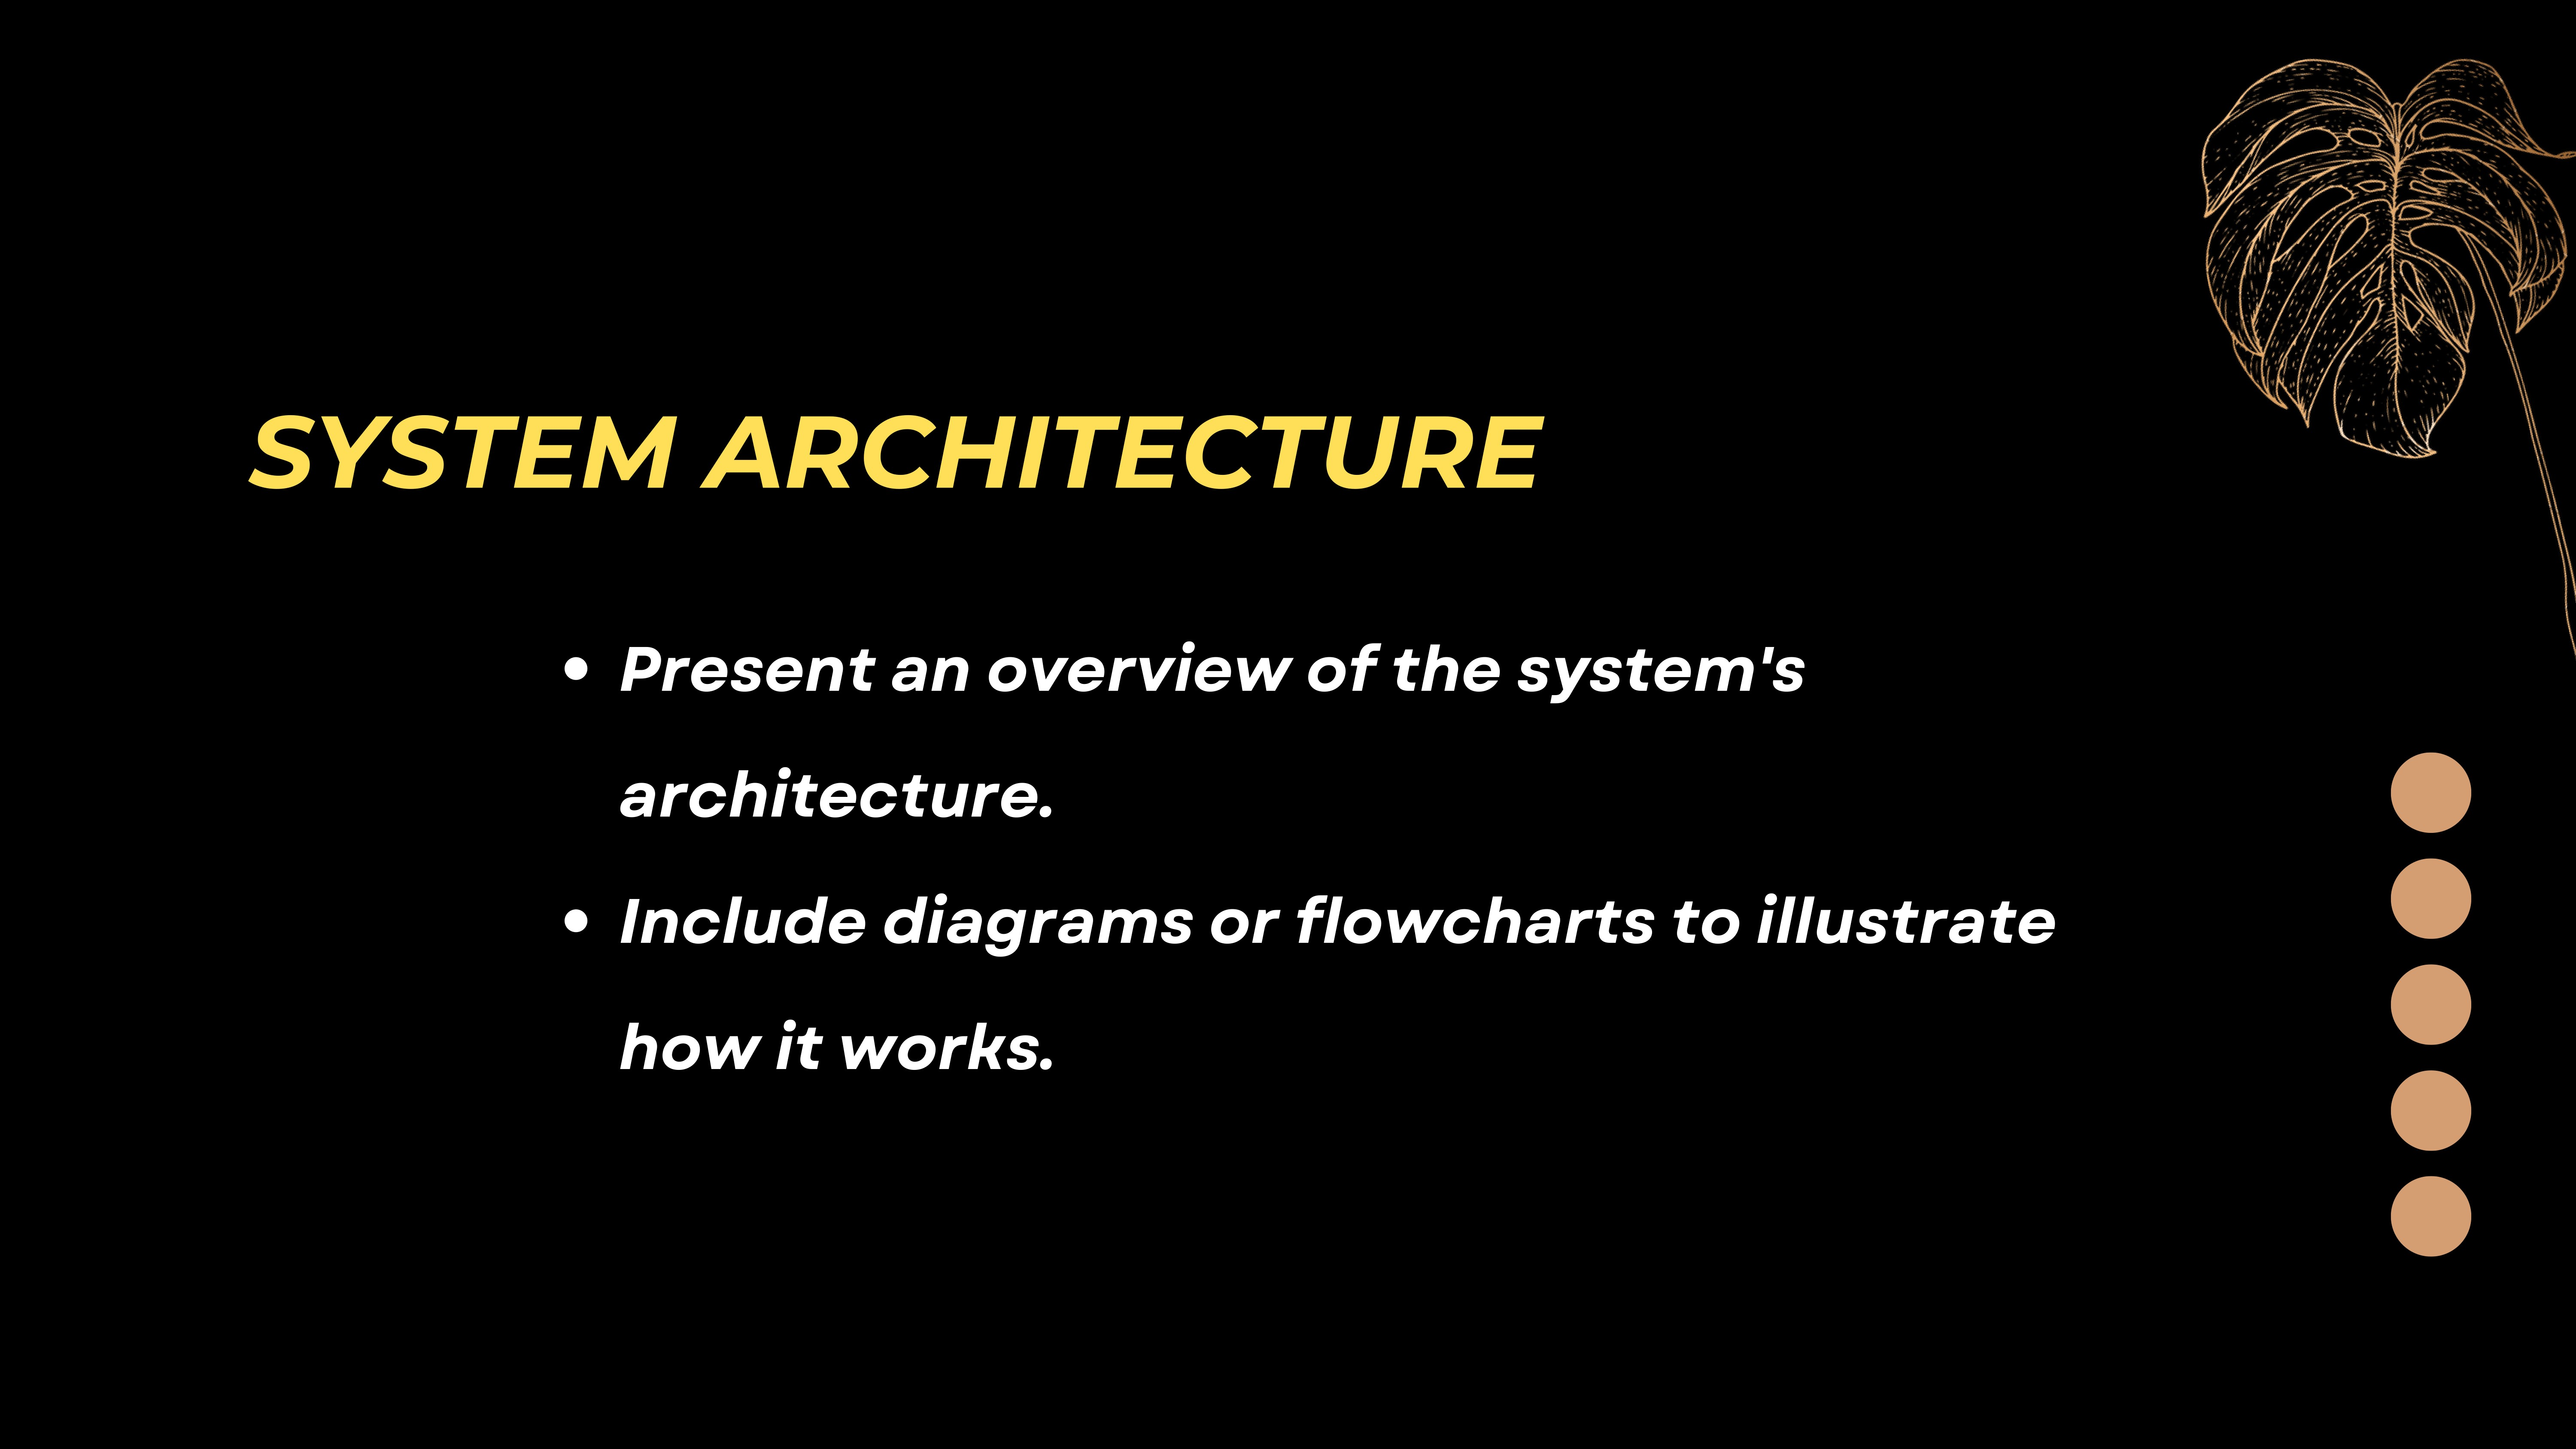 SYSTEM ARCHITECTURE
• Present an overview of the system's
architecture.
• Include diagrams or flowcharts to illustrate
how it works.